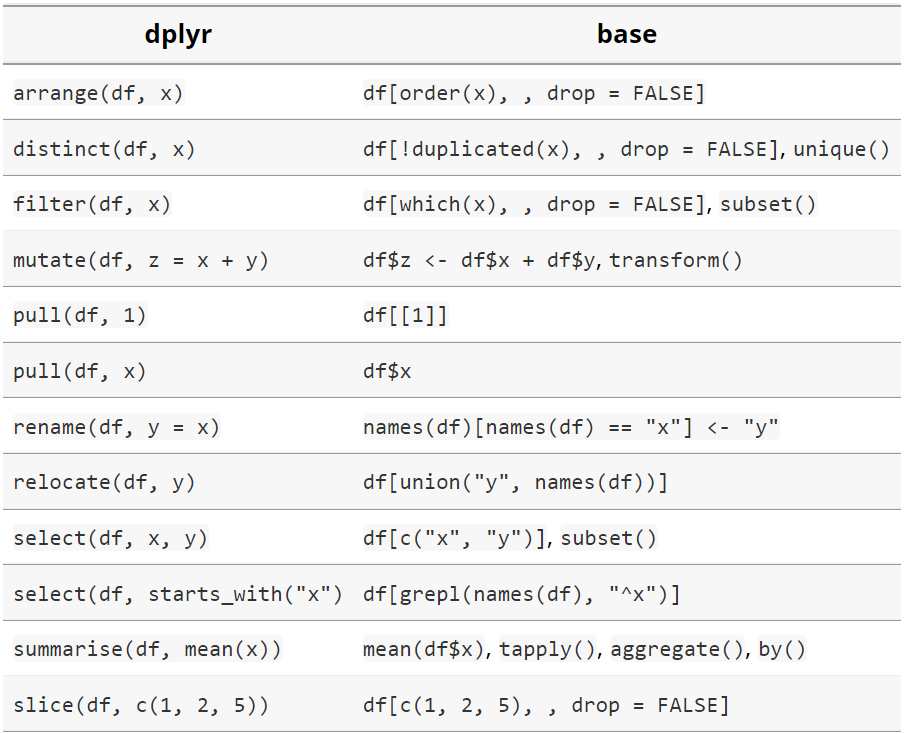 dplyr base
arrange(df, x) df[order(x), , drop = FALSE]
distinct(df, x) df[!duplicated(x), , drop = FALSE], unique()
filter(df, x) df[which(x), , drop = FALSE], subset()
mutate(df, z = x + y) df$z <- df$x + df$y, transform()
pull(df, 1) df[[1]]
pull(df, x) df$x
rename(df, y = x) names(df)[names(df) == "x"] <- "y"
relocate(df, y) df[union("y", names(df))]
select(df, x, y) df[c("x", "y")], subset()
select(df, starts_with("x") df[grepl(names(df), "^x")]
summarise(df, mean(x)) mean(df$x), tapply(), aggregate(), by()
slice(df, c(1, 2, 5)) df[c(1, 2, 5), , drop = FALSE]